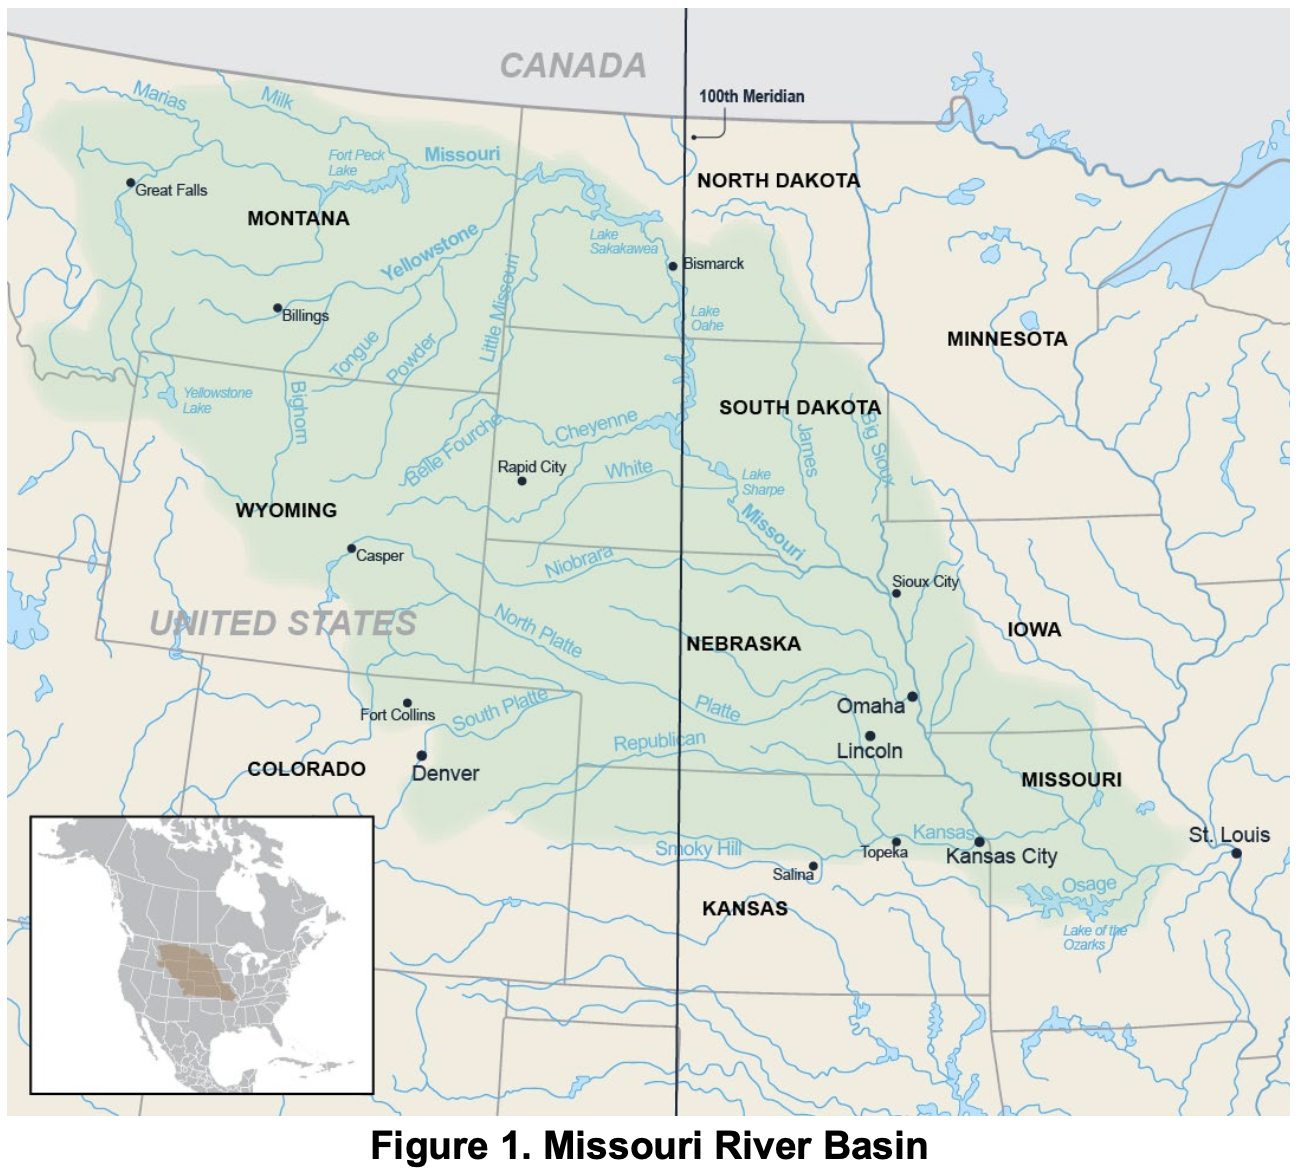 CANADA
100th Meridian
Marias
Milk
Fort Peck
Lake
Missouri
NORTH DAKOTA
Great Falls
MONTANA
Yellowstone
Lake
Sakakawea
Bismarck
Billings
Little Missouri
Lake
Oahe
MINNESOTA
Tongue
Powder
Yellowstone
Lake
Bighorn
SOUTH DAKOTA
Belle Fourche
Cheyenne
James
Big Sioux
Rapid City
White
Lake
Sharpe
WYOMING
Missouri
Casper
Niobrara
Sioux City
UNITED STATES
North Platte
NEBRASKA
IOWA
Fort Collins
South Platte
Platte
Omaha
Republican
Lincoln
COLORADO
Denver
MISSOURI
Smoky Hill
Kansas
Topeka
Kansas City
St. Louis
Salina
Osage
KANSAS
Lake of the
Ozarks
Figure 1. Missouri River Basin